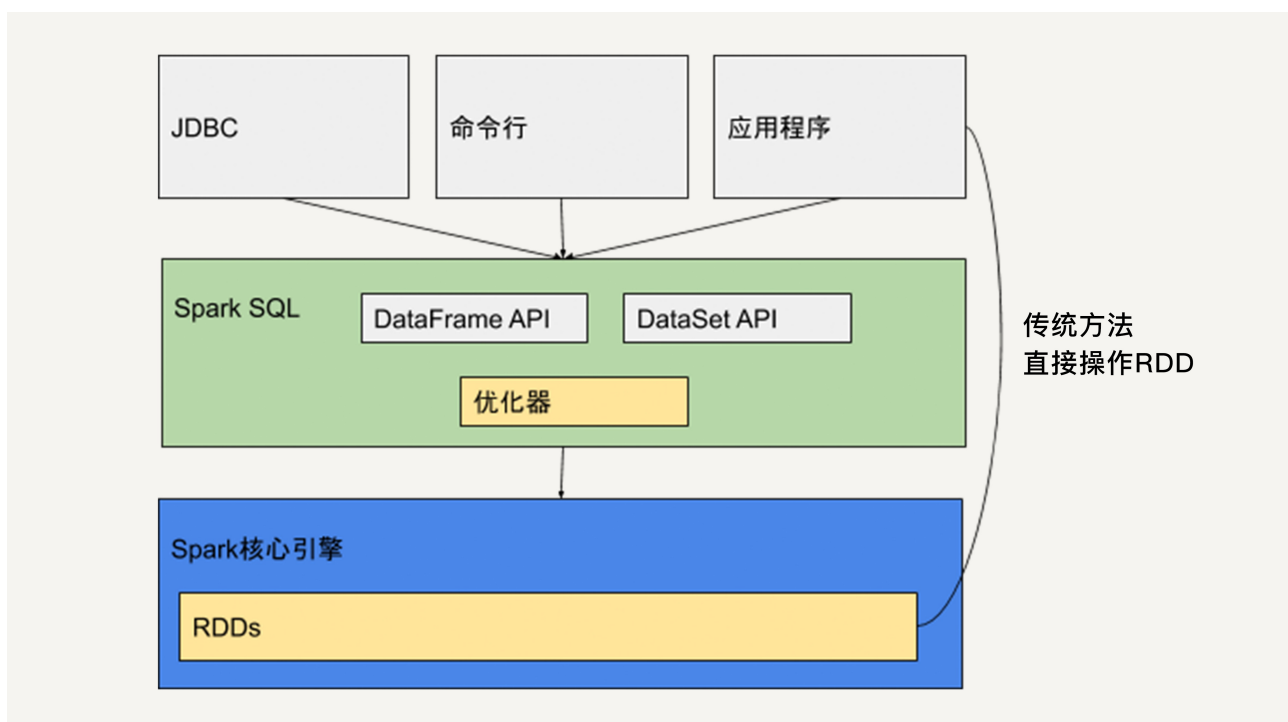 JDBC
命令行
应用程序
Spark SQL
DataFrame API
DataSet API
传统方法
直接操作RDD
优化器
Spark核心引擎
RDDs